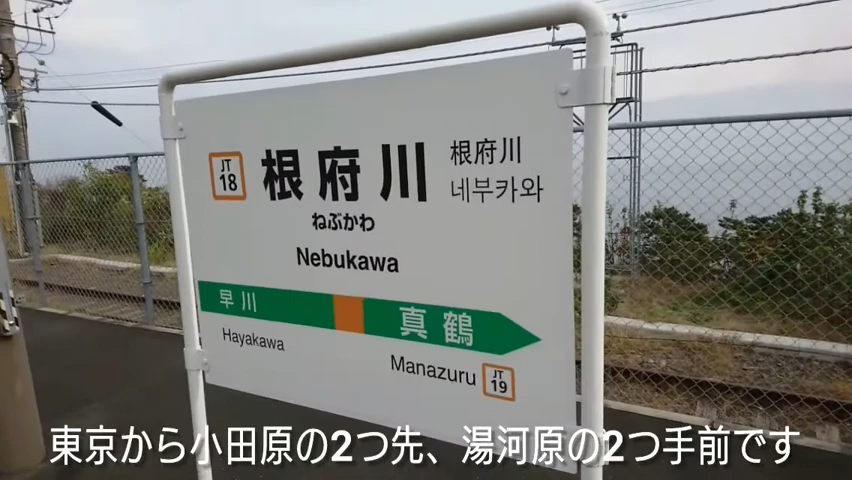 JT
18
根府川
ねぶかわ
Nebukawa
根府川
네부카와
早川
真鶴
Hayakawa
Manazuru
JT
19
東京から小田原の2つ先、湯河原の2つ手前です